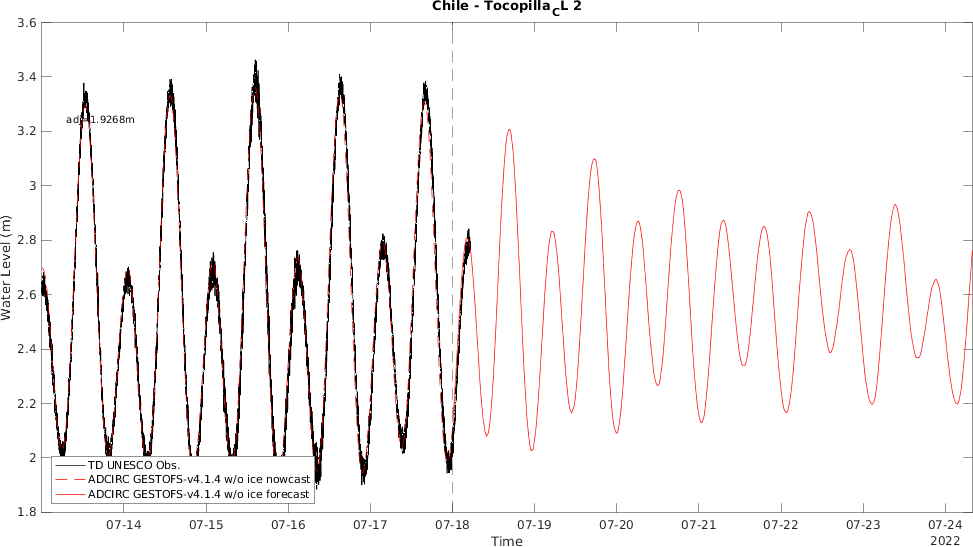 Chile - Tocopilla_CL 2
3.6
3.4
3.2
3
2.8
2.6
2.4
2.2
2
1.8
Water Level (m)
adj=1.9268m
TD UNESCO Obs.
ADCIRC GESTOFS-v4.1.4 w/o ice nowcast
ADCIRC GESTOFS-v4.1.4 w/o ice forecast
07-14 07-15 07-16 07-17 07-18 07-19 07-20 07-21 07-22 07-23 07-24
Time
2022